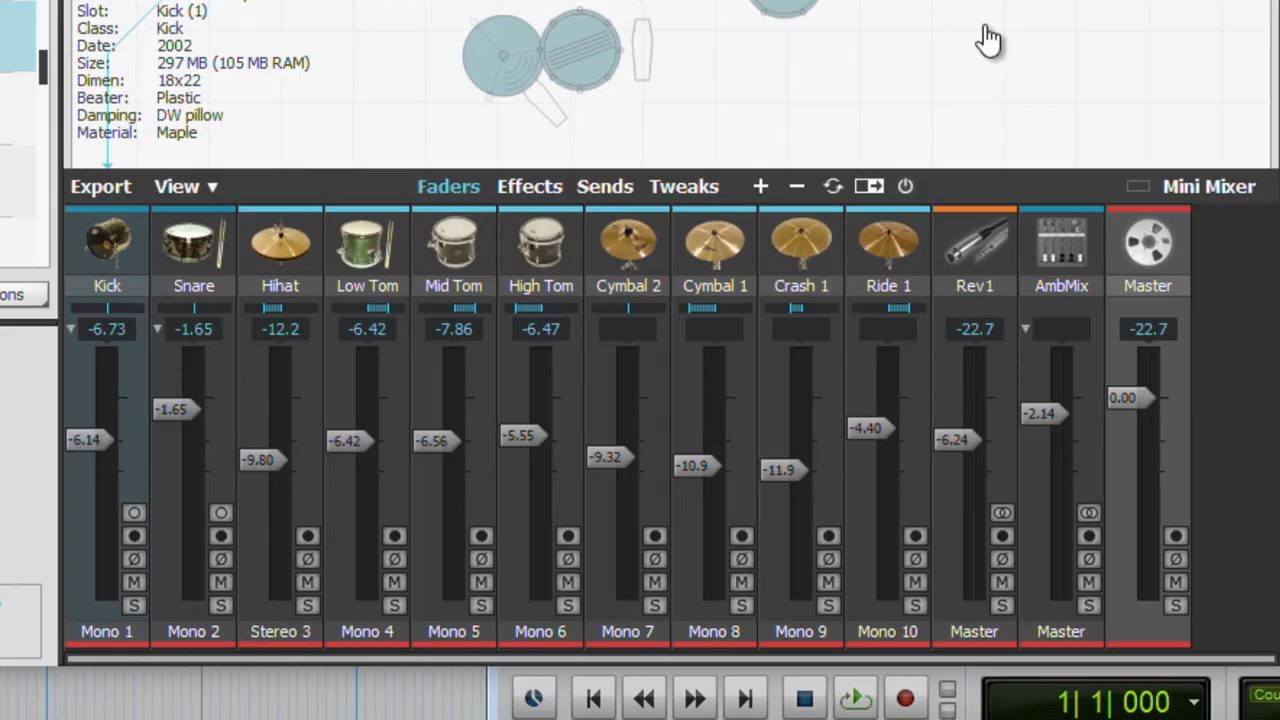 Slot: Kick (1)
Class: Kick
Date: 2002
Size: 297 MB (105 MB RAM)
Dimen: 18x22
Beater: Plastic
Damping: DW pillow
Material: Maple
Export View ▼ Faders Effects Sends Tweaks + − Mini Mixer
Kick Snare Hihat Low Tom Mid Tom High Tom Cymbal 2 Cymbal 1 Crash 1 Ride 1 Rev1 AmbMix Master
ons
-6.73 -1.65 -12.2 -6.42 -7.86 -6.47 -22.7 -22.7
0.00
-1.65
-2.14
-4.40
-5.55
-6.14 -6.42 -6.56 -6.24
-9.80 -9.32
-10.9 -11.9
Ø Ø Ø Ø Ø Ø Ø Ø Ø Ø Ø Ø Ø
M M M M M M M M M M M M M
S S S S S S S S S S S S S
Mono 1 Mono 2 Stereo 3 Mono 4 Mono 5 Mono 6 Mono 7 Mono 8 Mono 9 Mono 10 Master Master
1| 1| 000
Cou